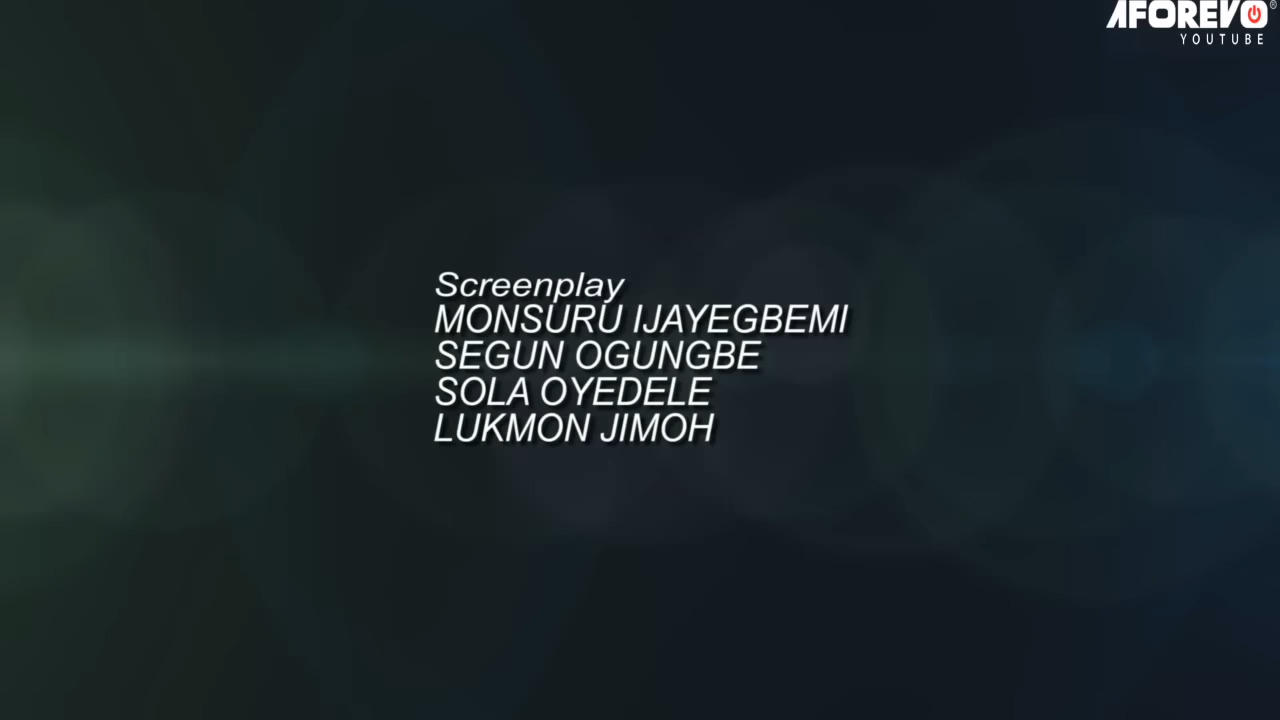 AFOREVO®
YOUTUBE
Screenplay
MONSURU IJAYEGBEMI
SEGUN OGUNGBE
SOLA OYEDELE
LUKMON JIMOH